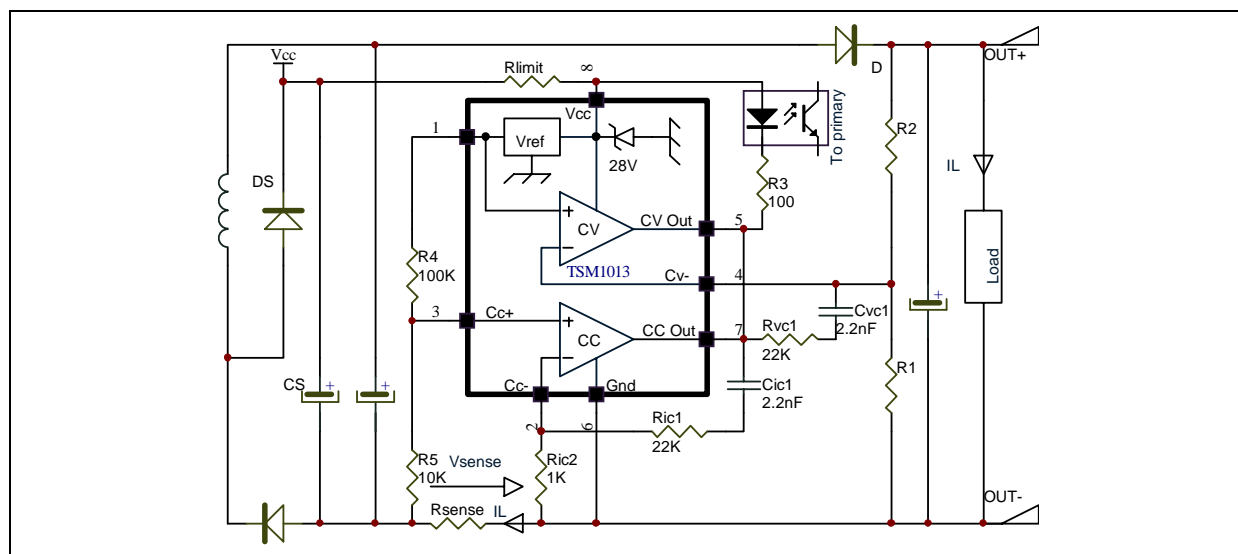 OUT+
Vcc
Rlimit
∞
D
Vcc
1
Vref
28V
To primary
R2
DS
R3
100
IL
CV
CV Out
5
R4
100K
TSM1013
Cv-
4
Load
3
Cc+
Cvc1
2.2nF
CC
CC Out
7
Rvc1
22K
R1
CS
+
+
+
Cc-
Gnd
Cic1
2.2nF
2
6
Ric1
22K
R5
10K
Vsense
Ric2
1K
Rsense
IL
OUT-